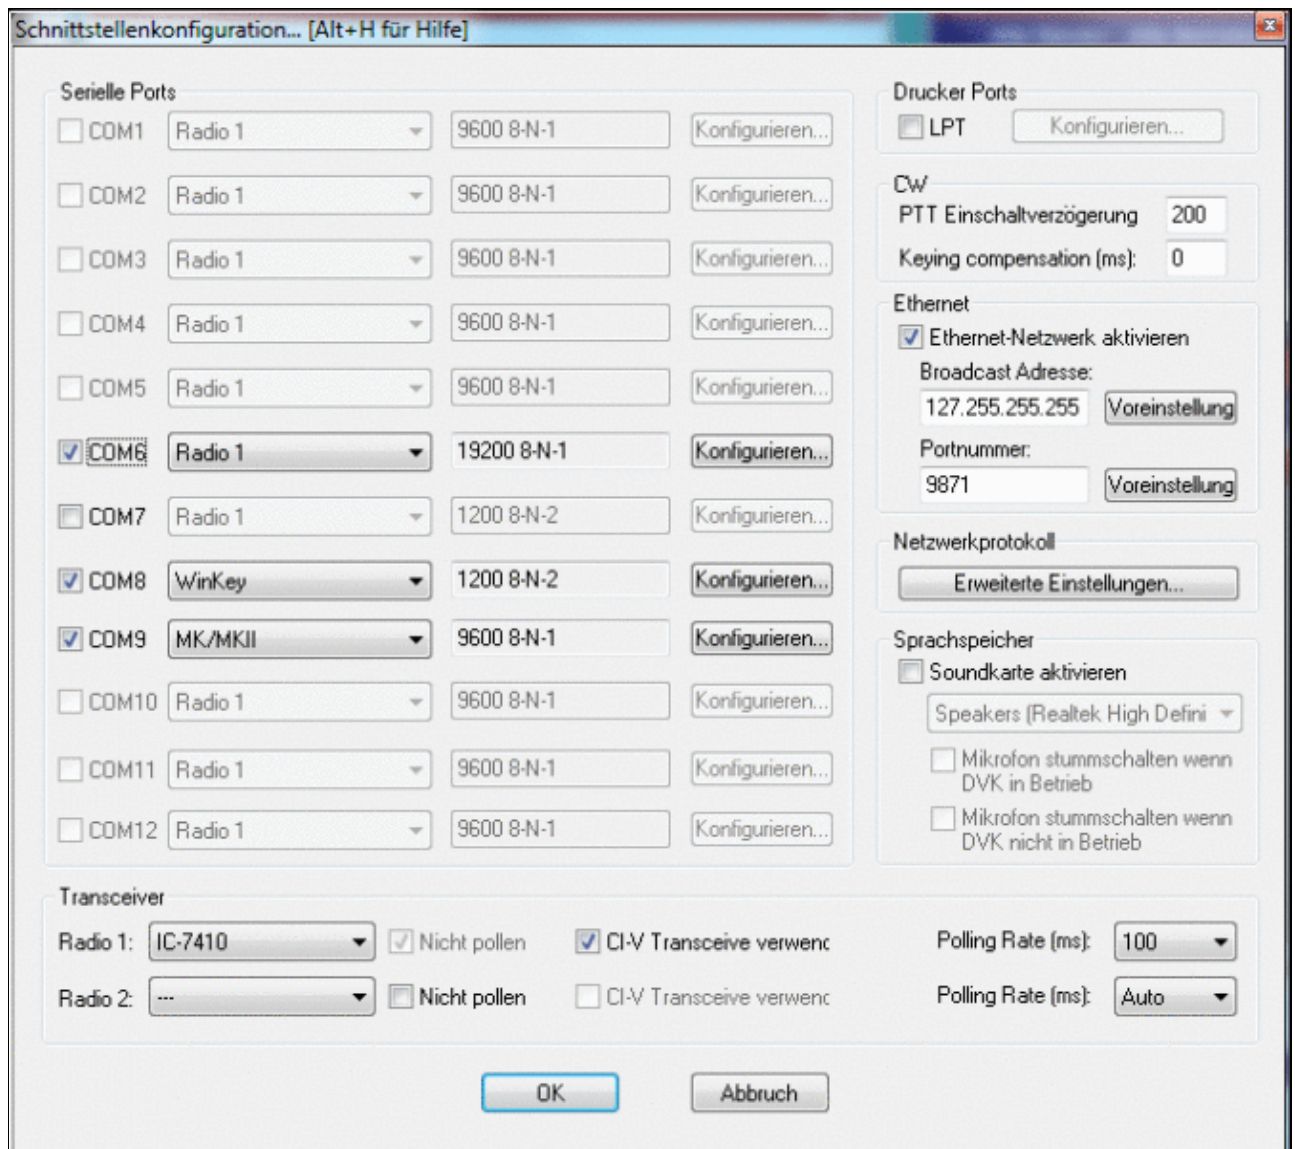 Schnittstellenkonfiguration... [Alt+H für Hilfe]
Serielle Ports
COM1 Radio 1 9600 8-N-1 Konfigurieren...
COM2 Radio 1 9600 8-N-1 Konfigurieren...
COM3 Radio 1 9600 8-N-1 Konfigurieren...
COM4 Radio 1 9600 8-N-1 Konfigurieren...
COM5 Radio 1 9600 8-N-1 Konfigurieren...
COM6 Radio 1 19200 8-N-1 Konfigurieren...
COM7 Radio 1 1200 8-N-2 Konfigurieren...
COM8 WinKey 1200 8-N-2 Konfigurieren...
COM9 MK/MKII 9600 8-N-1 Konfigurieren...
COM10 Radio 1 9600 8-N-1 Konfigurieren...
COM11 Radio 1 9600 8-N-1 Konfigurieren...
COM12 Radio 1 9600 8-N-1 Konfigurieren...
Drucker Ports
LPT Konfigurieren...
CW
PTT Einschaltverzögerung 200
Keying compensation (ms): 0
Ethernet
Ethernet-Netzwerk aktivieren
Broadcast Adresse:
127.255.255.255 Voreinstellung
Portnummer:
9871 Voreinstellung
Netzwerkprotokoll
Erweiterte Einstellungen...
Sprachspeicher
Soundkarte aktivieren
Speakers (Realtek High Defini
Mikrofon stummschalten wenn
DVK in Betrieb
Mikrofon stummschalten wenn
DVK nicht in Betrieb
Transceiver
Radio 1: IC-7410 Nicht pollen CI-V Transceive verwenc Polling Rate (ms): 100
Radio 2: --- Nicht pollen CI-V Transceive verwenc Polling Rate (ms): Auto
OK Abbruch